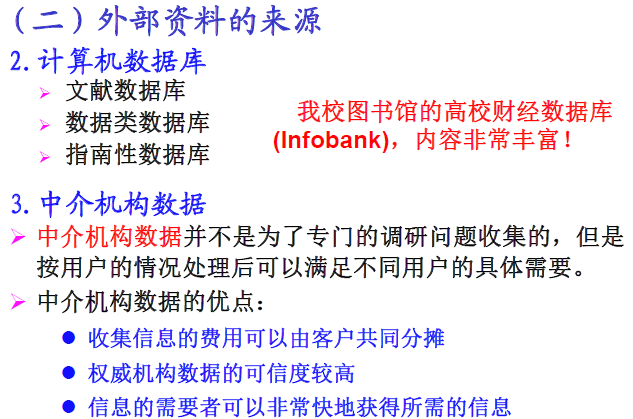 （二）外部资料的来源
2.计算机数据库
文献数据库
数据类数据库
指南性数据库
我校图书馆的高校财经数据库
(Infobank)，内容非常丰富！
3.中介机构数据
中介机构数据并不是为了专门的调研问题收集的，但是
按用户的情况处理后可以满足不同用户的具体需要。
中介机构数据的优点：
收集信息的费用可以由客户共同分摊
权威机构数据的可信度较高
信息的需要者可以非常快地获得所需的信息